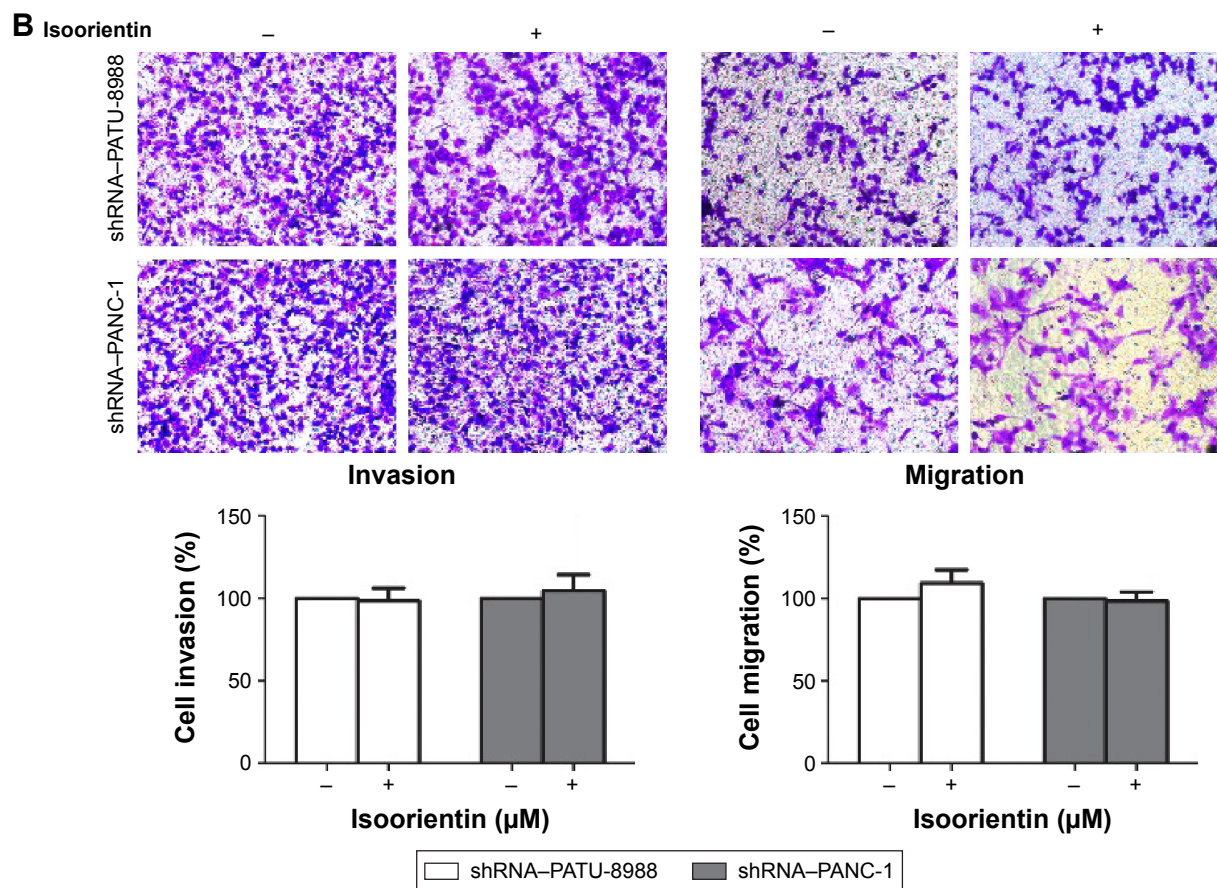 B Isoorientin – + – +
shRNA–PATU-8988
shRNA–PANC-1
Invasion
Migration
Cell invasion (%)
150
100
50
0
– + – +
Isoorientin (µM)
Cell migration (%)
150
100
50
0
– + – +
Isoorientin (µM)
shRNA–PATU-8988 shRNA–PANC-1